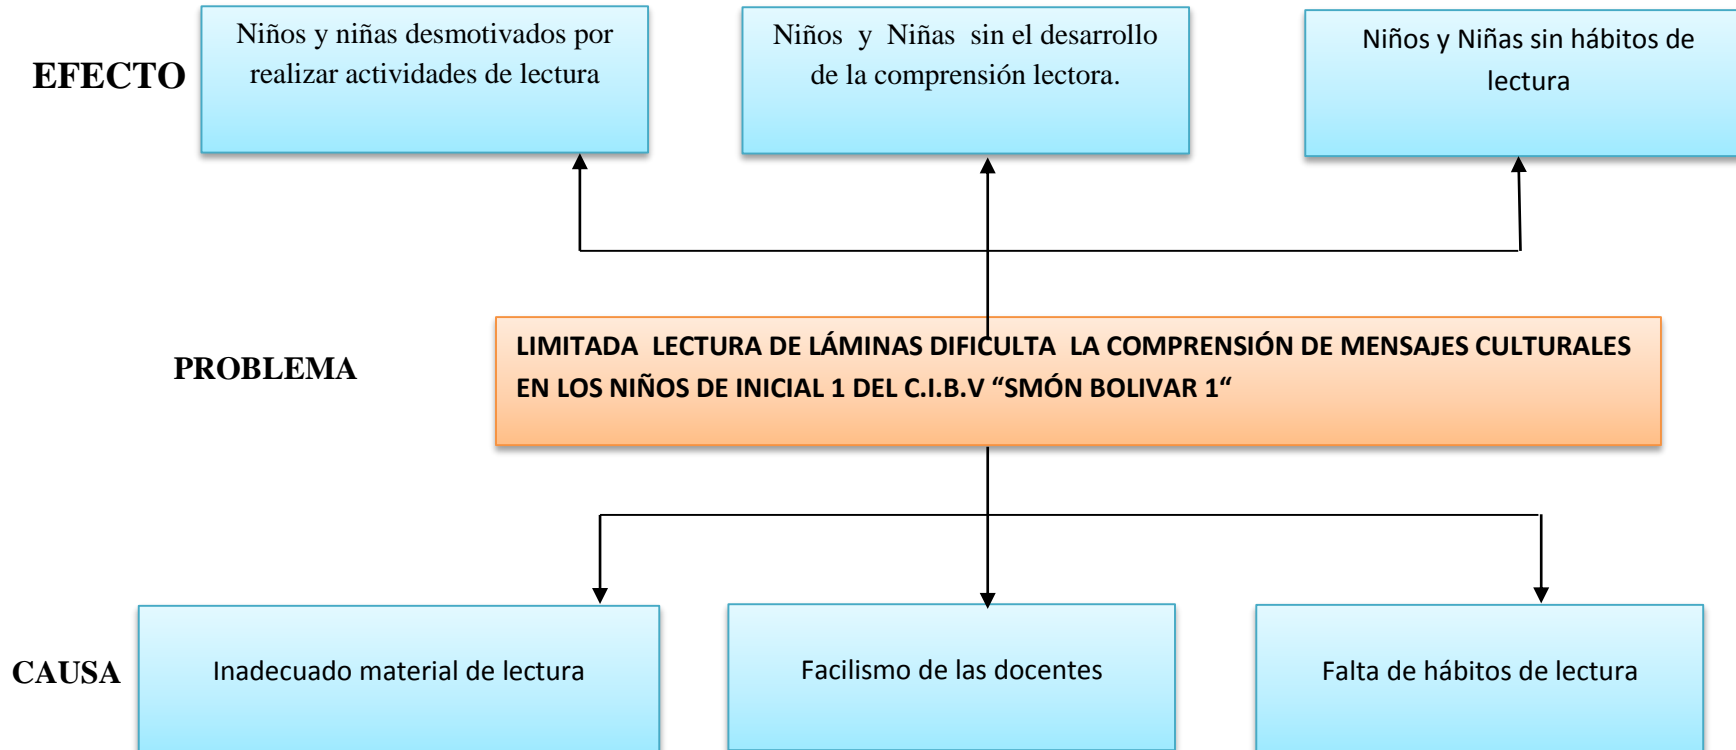 Niños y niñas desmotivados por
realizar actividades de lectura
Niños y Niñas sin el desarrollo
de la comprensión lectora.
Niños y Niñas sin hábitos de
lectura
EFECTO
PROBLEMA
LIMITADA LECTURA DE LÁMINAS DIFICULTA LA COMPRENSIÓN DE MENSAJES CULTURALES
EN LOS NIÑOS DE INICIAL 1 DEL C.I.B.V “SMÓN BOLIVAR 1“
CAUSA
Inadecuado material de lectura
Facilismo de las docentes
Falta de hábitos de lectura